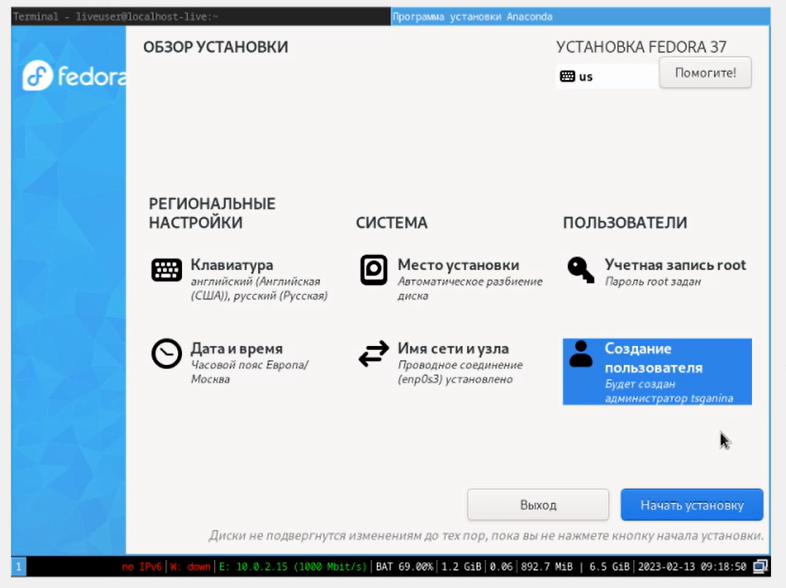 Terminal - liveuser@localhost-live:~
Программа установки Anaconda
fedora
ОБЗОР УСТАНОВКИ
УСТАНОВКА FEDORA 37
us
Помогите!
РЕГИОНАЛЬНЫЕ
НАСТРОЙКИ
СИСТЕМА
ПОЛЬЗОВАТЕЛИ
Клавиатура
английский (Английская
(США)), русский (Русская)
Место установки
Автоматическое разбиение
диска
Учетная запись root
Пароль root задан
Дата и время
Часовой пояс Европа/
Москва
Имя сети и узла
Проводное соединение
(enp0s3) установлено
Создание
пользователя
Будет создан
администратор tsganina
Выход
Начать установку
Диски не подвергнутся изменениям до тех пор, пока вы не нажмете кнопку начала установки.
1
no IPv6|W: down|E: 10.0.2.15 (1000 Mbit/s)|BAT 69.00%|1.2 GiB|0.06|892.7 MiB | 6.5 GiB|2023-02-13 09:18:50